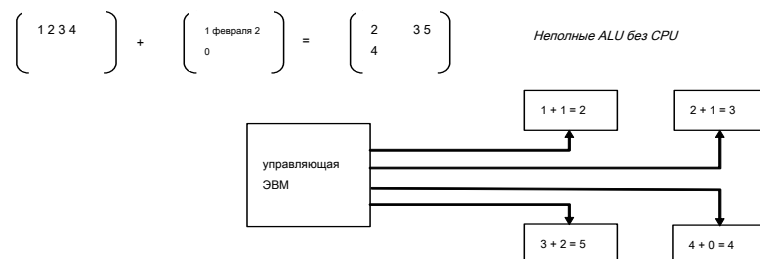 1 2 3 4
+
1 февраля 2
0
=
2 3 5
4
Неполные ALU без CPU
1 + 1 = 2
2 + 1 = 3
управляющая
ЭВМ
3 + 2 = 5
4 + 0 = 4